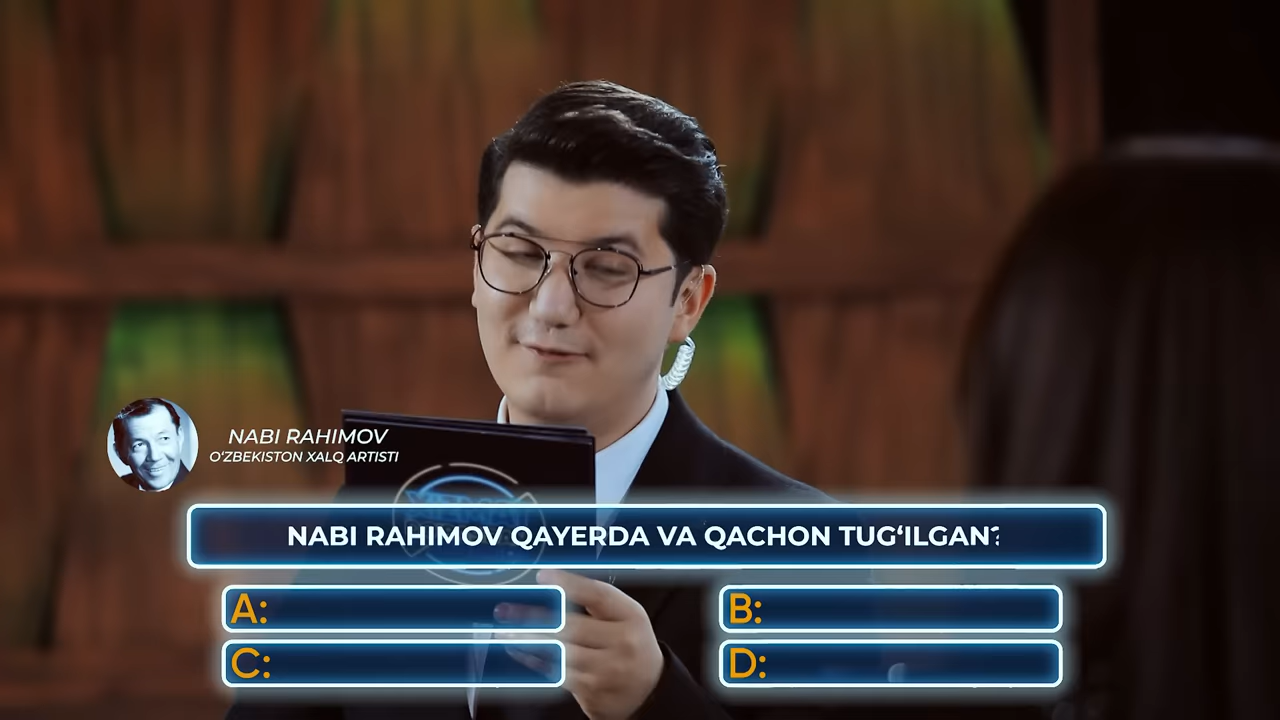 NABI RAHIMOV
O‘ZBEKISTON XALQ ARTISTI
NABI RAHIMOV QAYERDA VA QACHON TUG‘ILGAN?
A:
B:
C:
D: